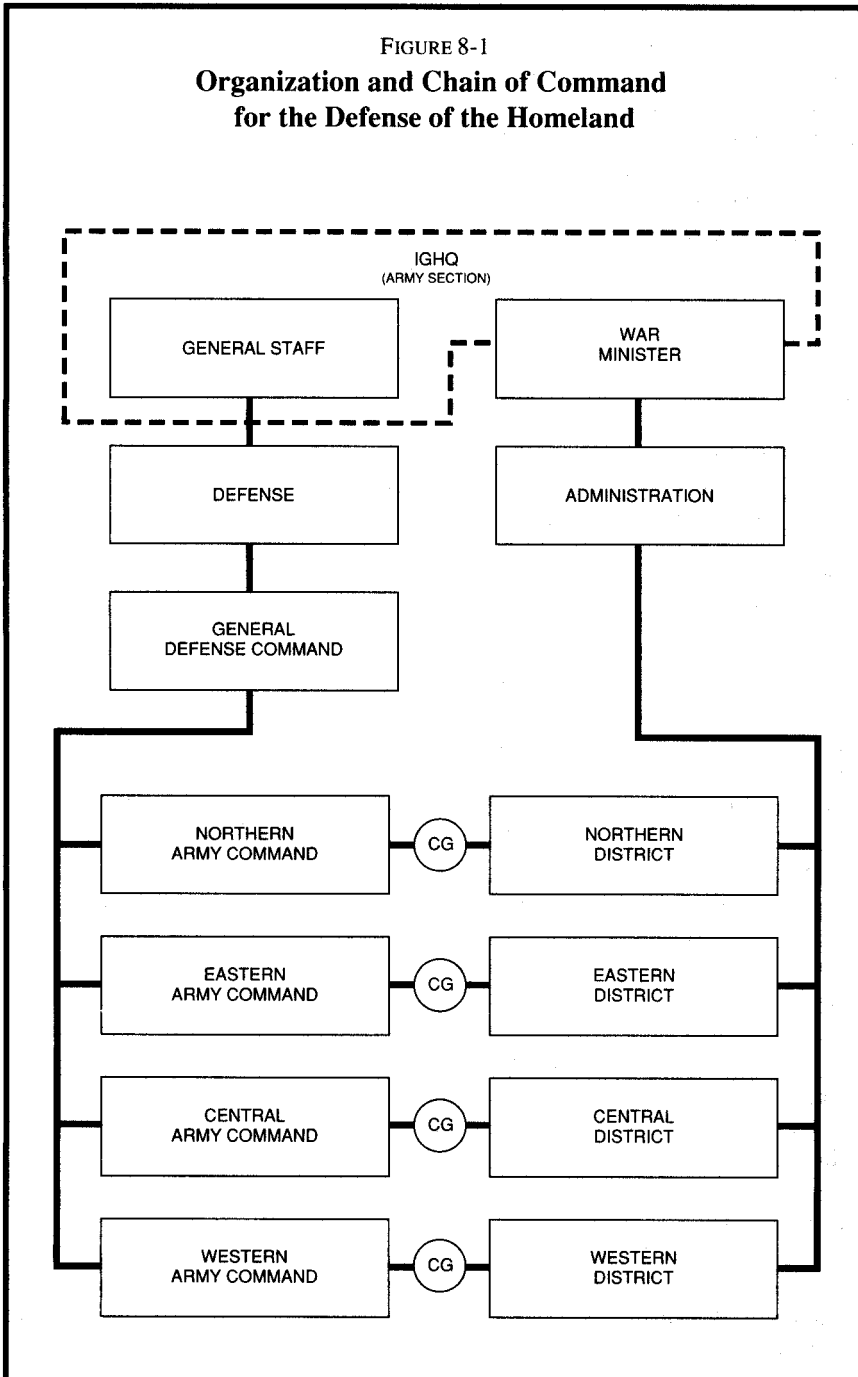 FIGURE 8-1
Organization and Chain of Command
for the Defense of the Homeland
IGHQ
(ARMY SECTION)
GENERAL STAFF
WAR
MINISTER
DEFENSE
ADMINISTRATION
GENERAL
DEFENSE COMMAND
NORTHERN
ARMY COMMAND
CG
NORTHERN
DISTRICT
EASTERN
ARMY COMMAND
CG
EASTERN
DISTRICT
CENTRAL
ARMY COMMAND
CG
CENTRAL
DISTRICT
WESTERN
ARMY COMMAND
CG
WESTERN
DISTRICT